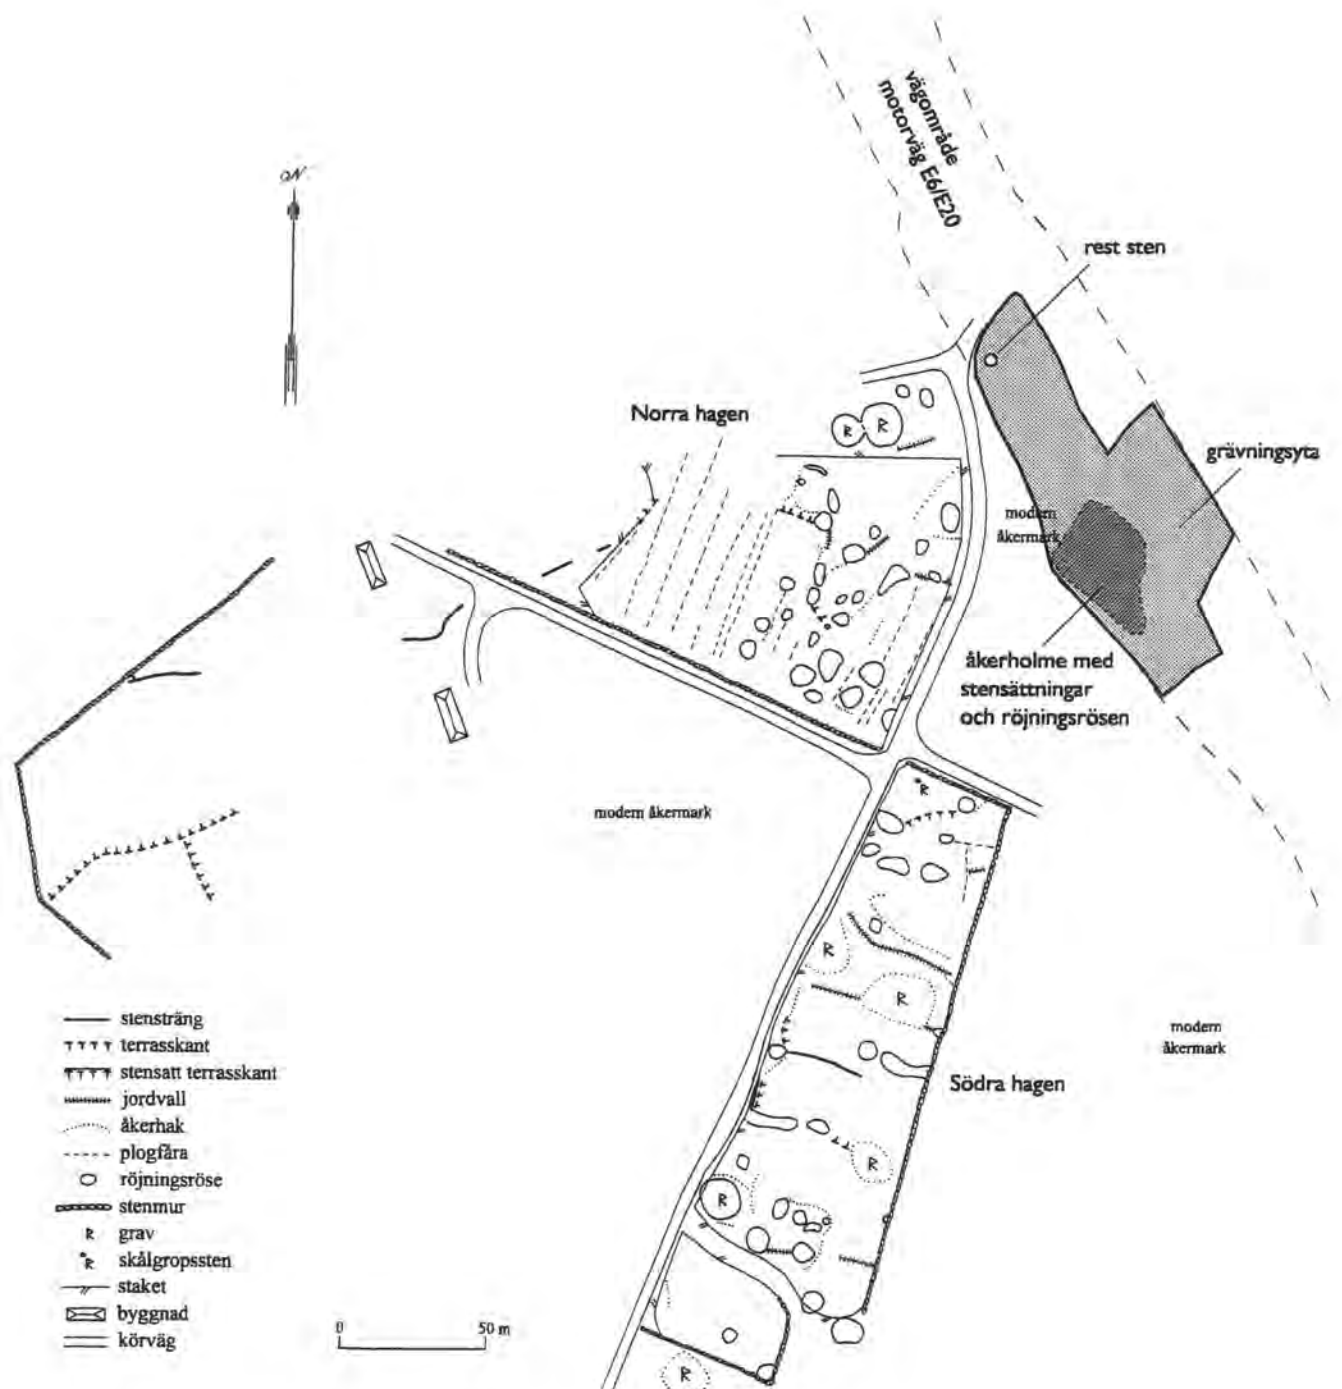 vägområde
motorväg E6/E20
N
rest sten
Norra hagen
grävningsyta
modern
åkermark
R
R
åkerholme med
stensättningar
och röjningsrösen
modern åkermark
R
R
R
modern
åkermark
Södra hagen
R
R
R
stensträng
terrasskant
stensatt terrasskant
jordvall
åkerhak
plogfåra
röjningsröse
stenmur
R grav
R skålgropssten
staket
byggnad
körväg
0 50 m